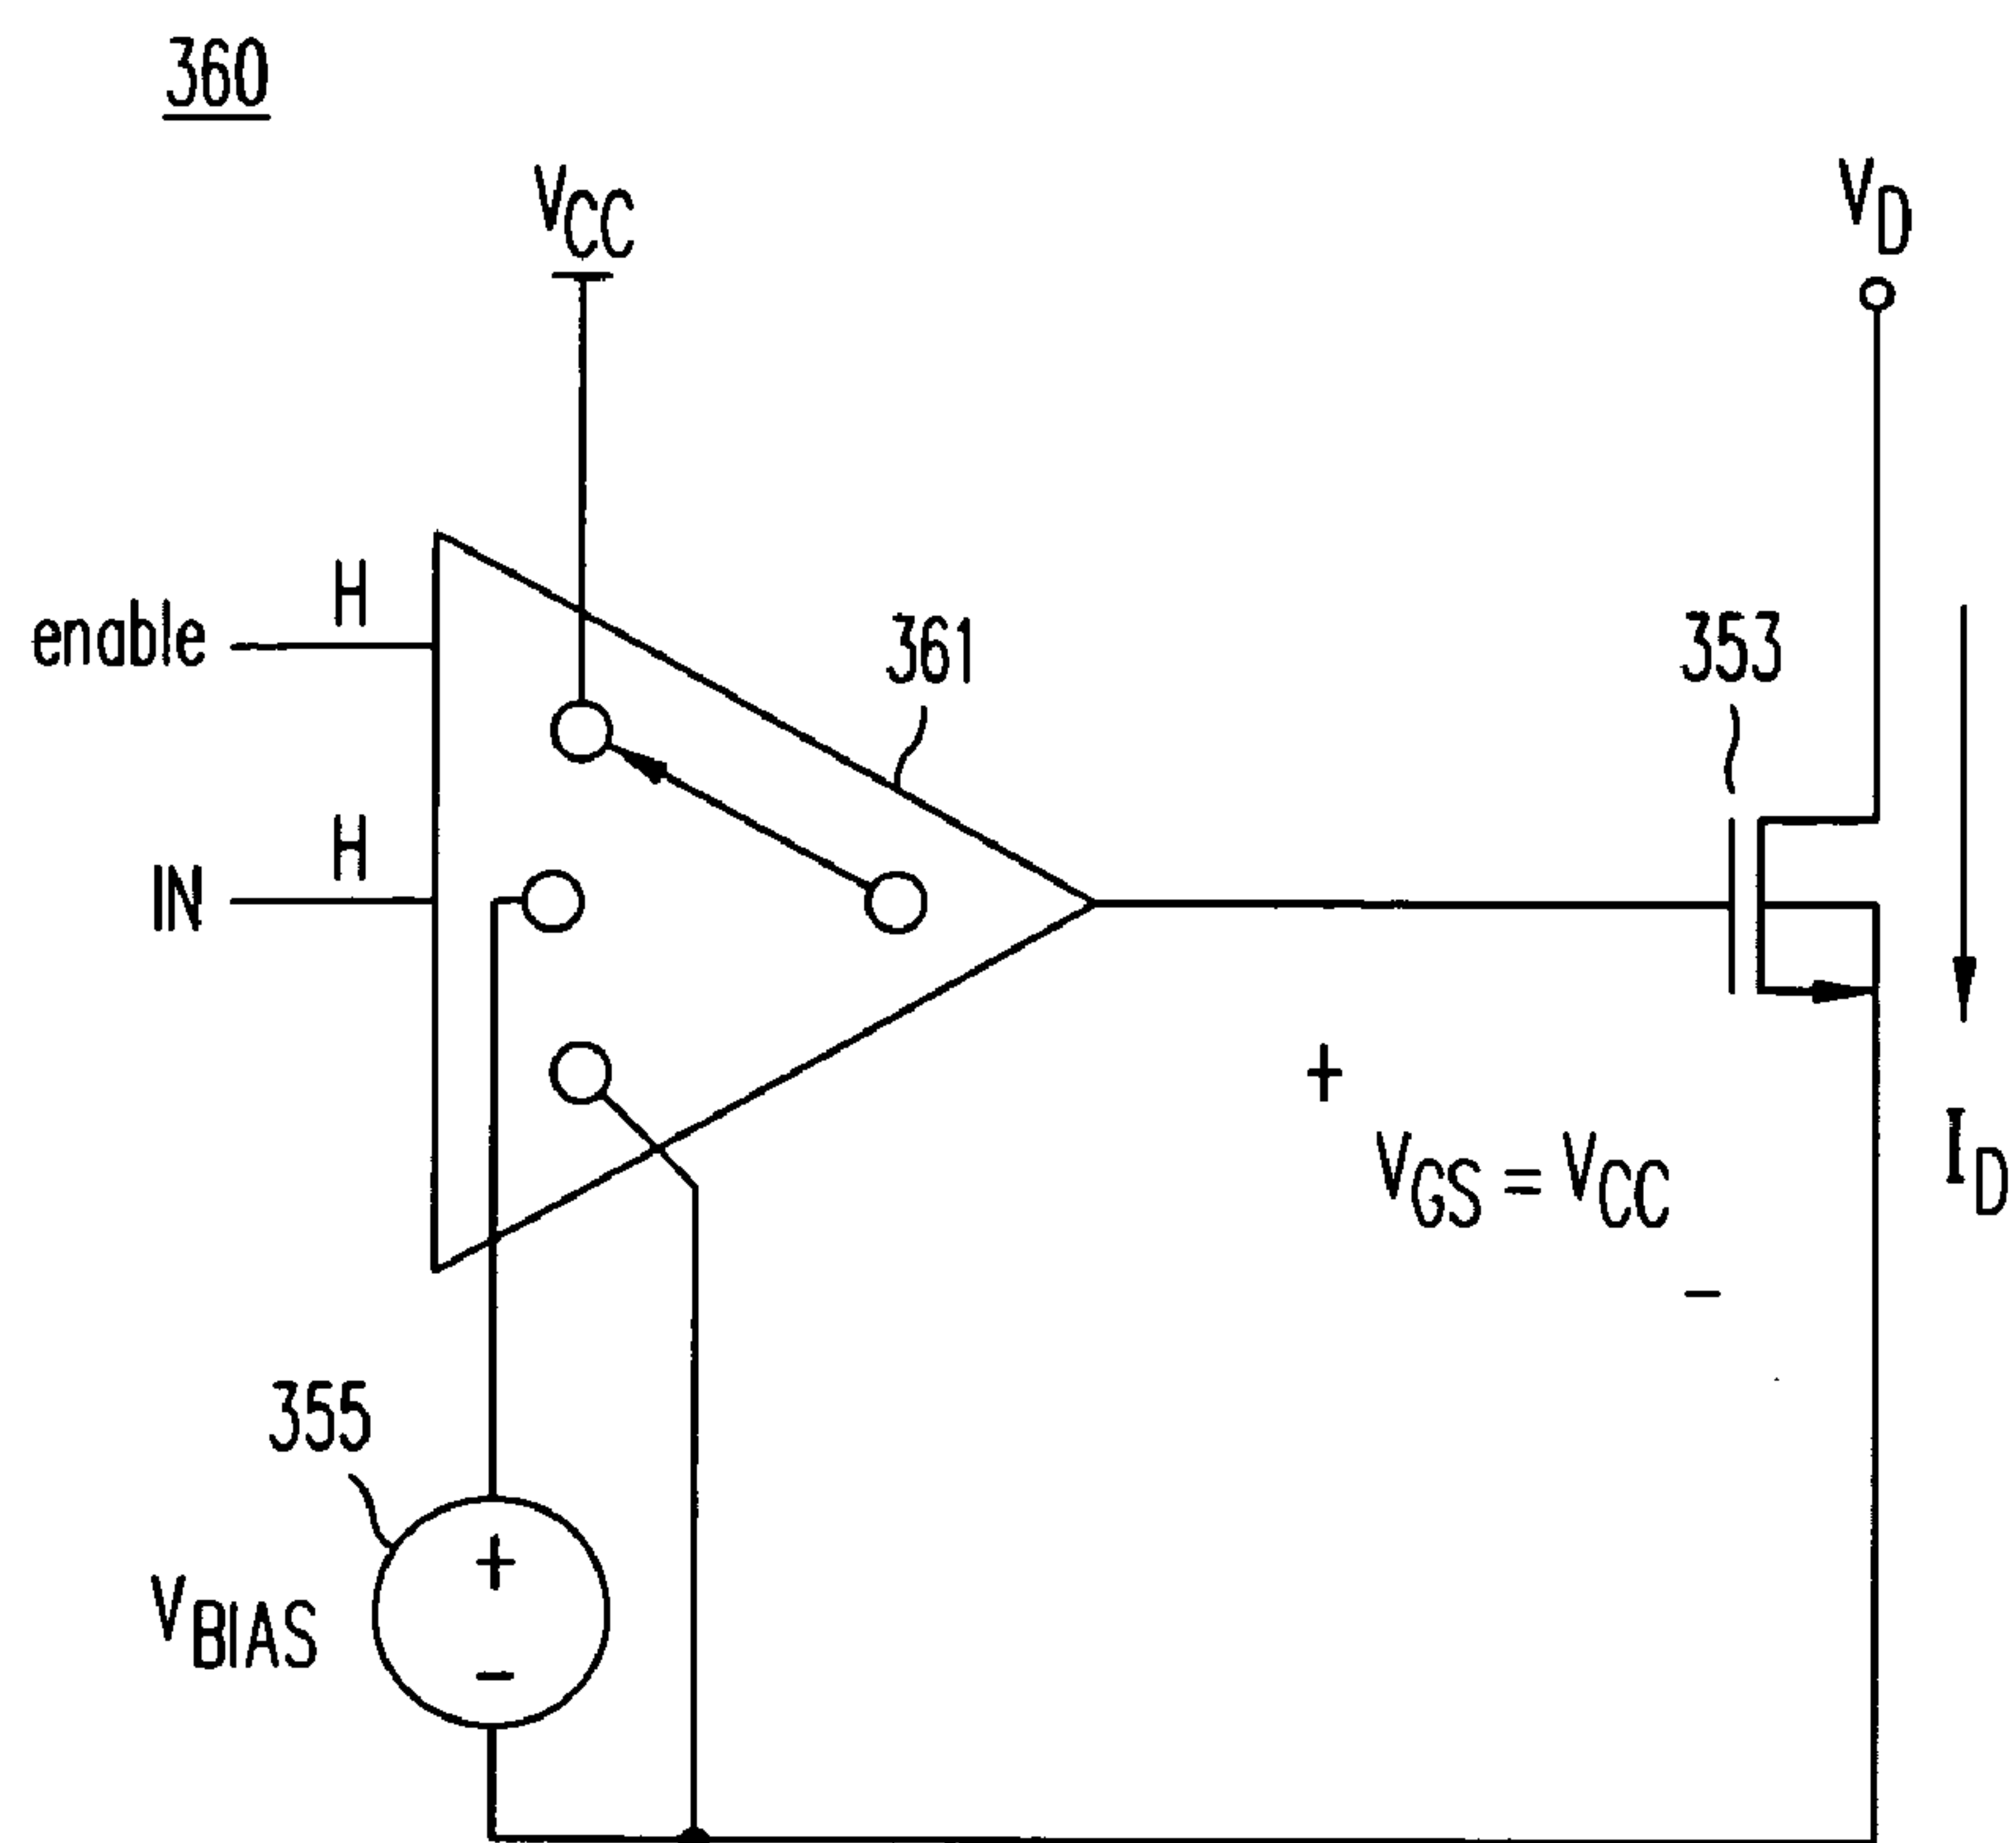 360
VCC
VD
enable
H
361
353
IN
H
+
VGS = VCC
-
ID
355
+
VBIAS
-